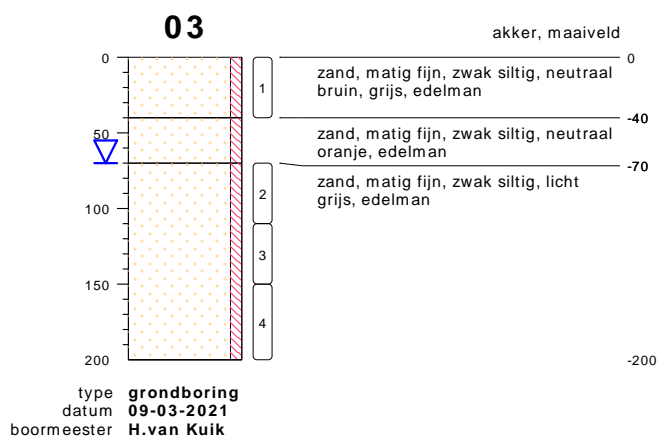 03
akker, maaiveld
0
0
1
zand, matig fijn, zwak siltig, neutraal
bruin, grijs, edelman
-40
50
zand, matig fijn, zwak siltig, neutraal
oranje, edelman
-70
2
zand, matig fijn, zwak siltig, licht
grijs, edelman
100
3
150
4
200
-200
type grondboring
datum 09-03-2021
boormeester H.van Kuik